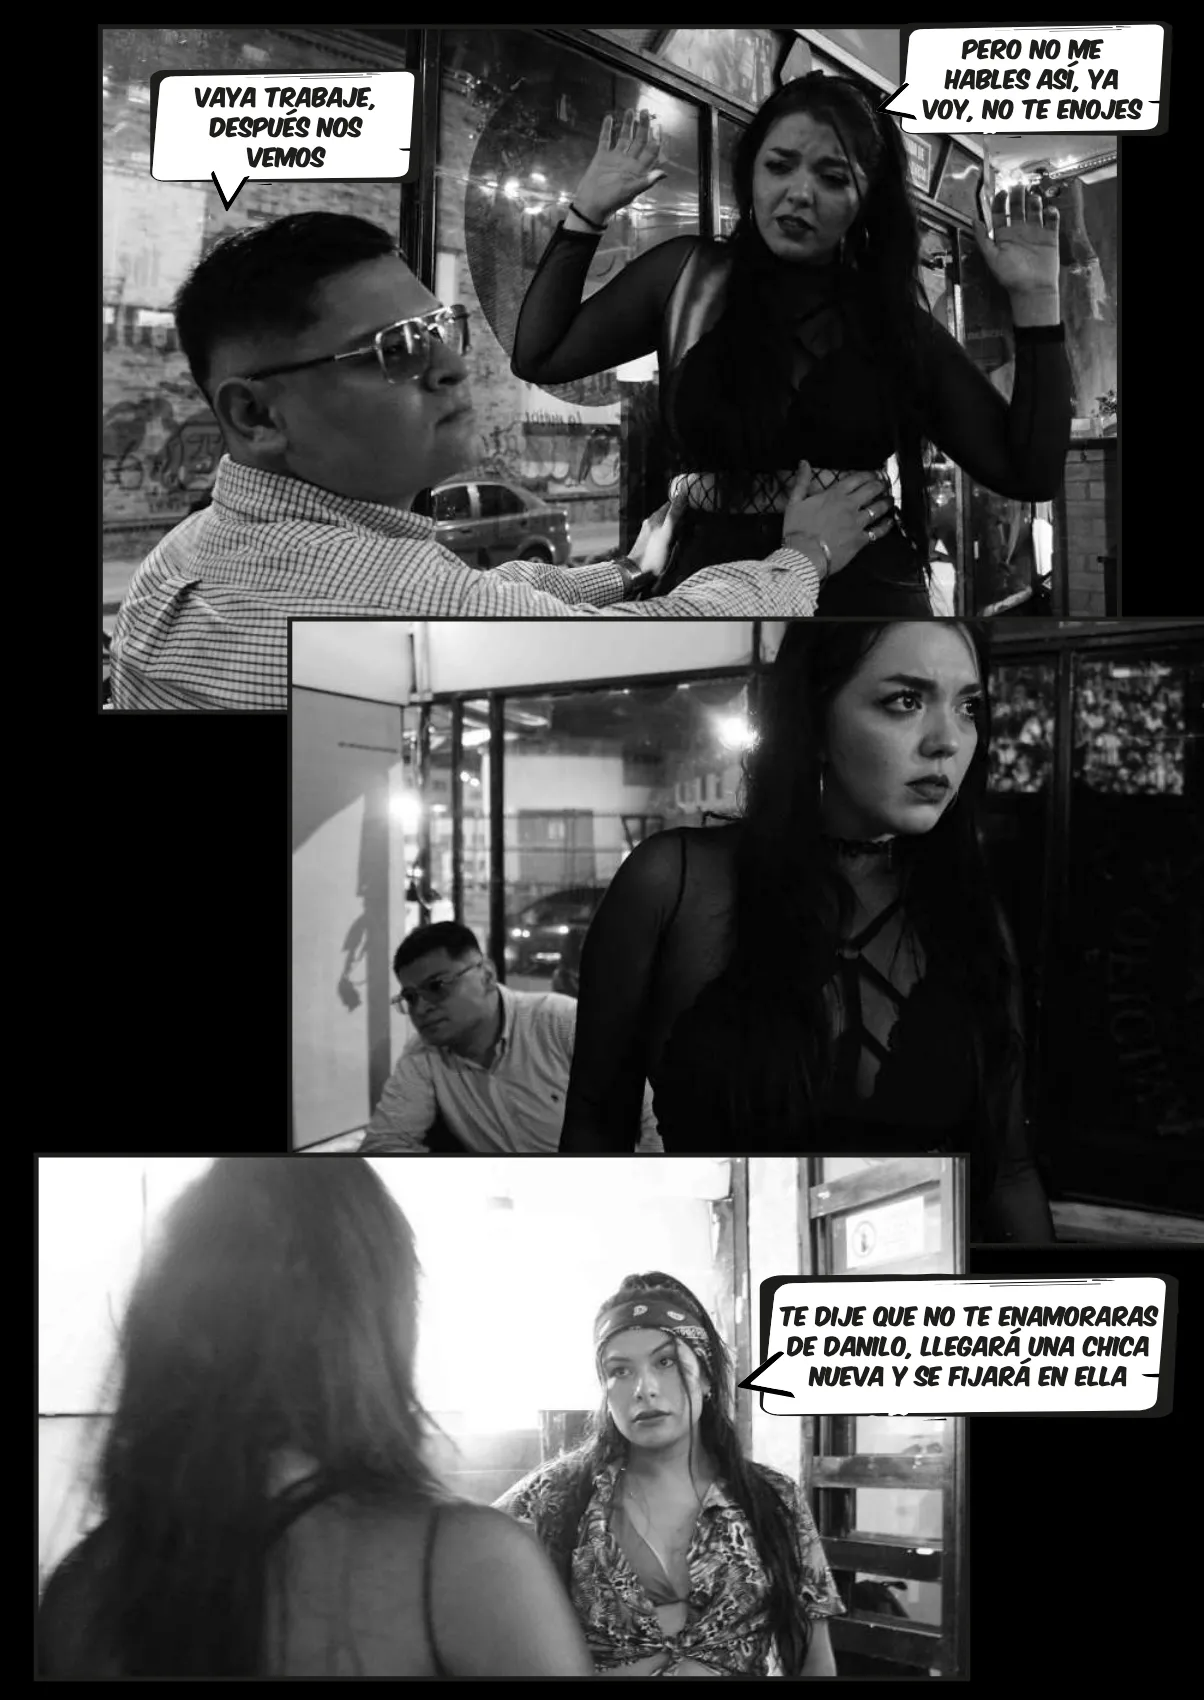 VAYA TRABAJE,
DESPUÉS NOS
VEMOS
PERO NO ME
HABLES ASÍ, YA
VOY, NO TE ENOJES
TE DIJE QUE NO TE ENAMORARAS
DE DANILO, LLEGARÁ UNA CHICA
NUEVA Y SE FIJARÁ EN ELLA